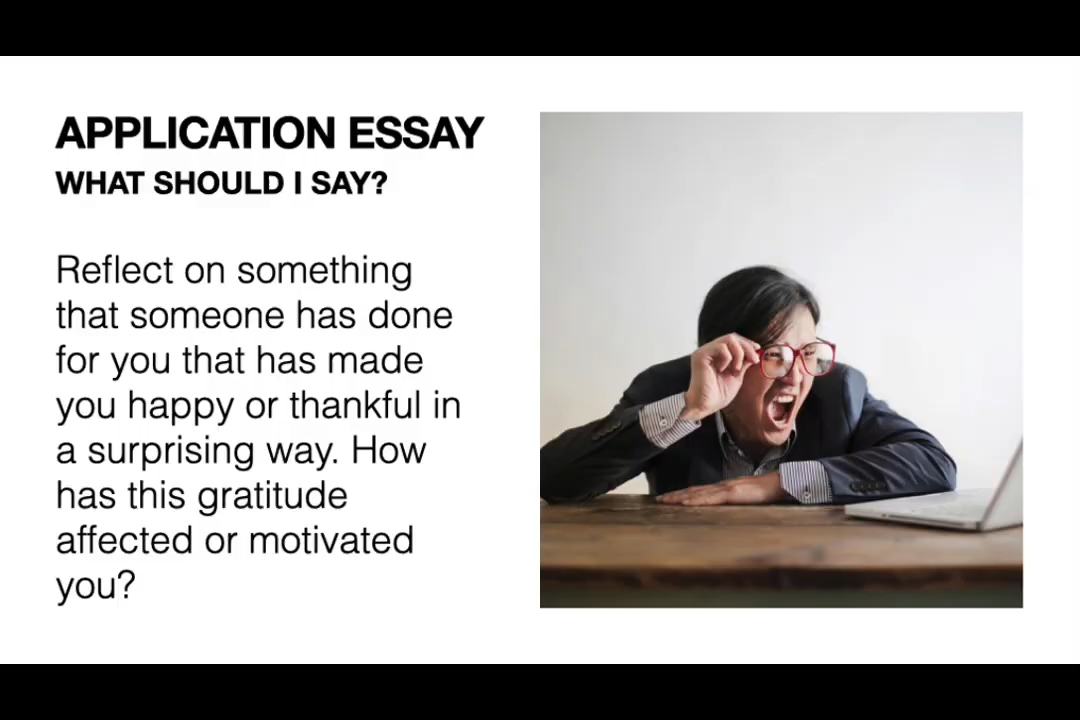 APPLICATION ESSAY
WHAT SHOULD I SAY?
Reflect on something
that someone has done
for you that has made
you happy or thankful in
a surprising way. How
has this gratitude
affected or motivated
you?